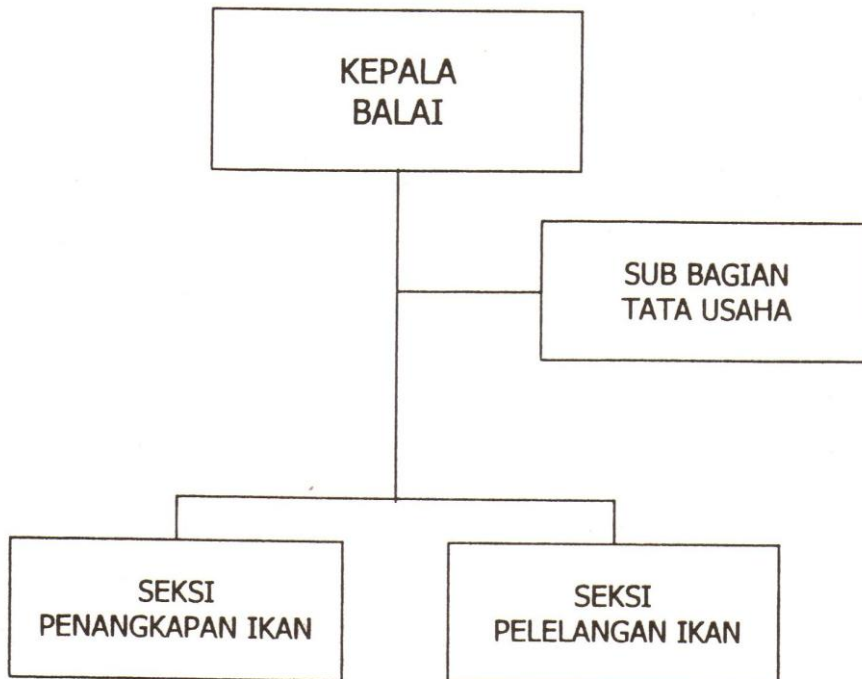 KEPALA
BALAI
SUB BAGIAN
TATA USAHA
SEKSI
PENANGKAPAN IKAN
SEKSI
PELELANGAN IKAN